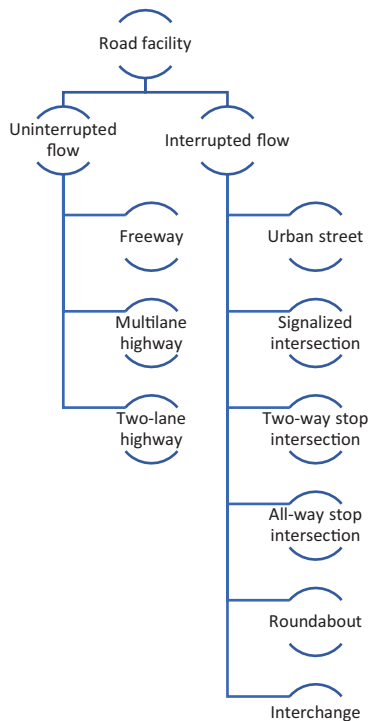 Road facility
Uninterrupted
flow
Interrupted flow
Freeway
Multilane
highway
Two-lane
highway
Urban street
Signalized
intersection
Two-way stop
intersection
All-way stop
intersection
Roundabout
Interchange